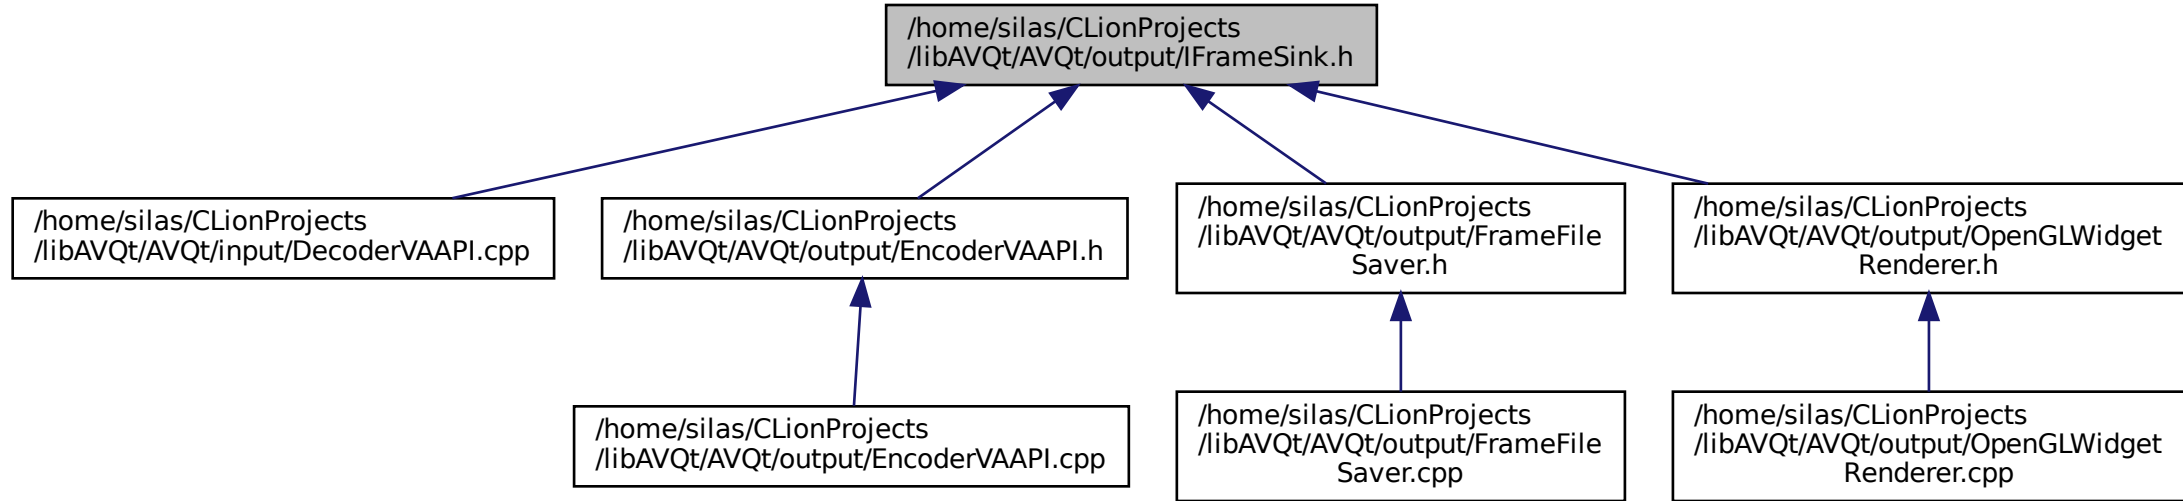 /home/silas/CLionProjects
/libAVQt/AVQt/output/IFrameSink.h
/home/silas/CLionProjects
/libAVQt/AVQt/input/DecoderVAAPI.cpp
/home/silas/CLionProjects
/libAVQt/AVQt/output/EncoderVAAPI.h
/home/silas/CLionProjects
/libAVQt/AVQt/output/FrameFile
Saver.h
/home/silas/CLionProjects
/libAVQt/AVQt/output/OpenGLWidget
Renderer.h
/home/silas/CLionProjects
/libAVQt/AVQt/output/EncoderVAAPI.cpp
/home/silas/CLionProjects
/libAVQt/AVQt/output/FrameFile
Saver.cpp
/home/silas/CLionProjects
/libAVQt/AVQt/output/OpenGLWidget
Renderer.cpp